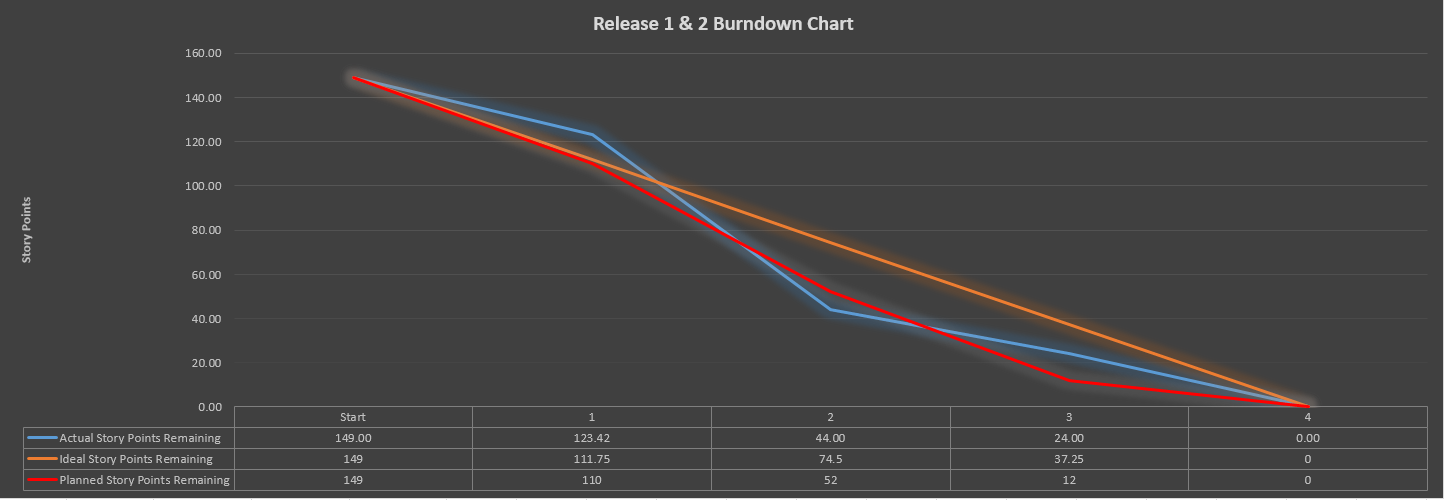 Release 1 & 2 Burndown Chart
160.00
140.00
120.00
100.00
80.00
60.00
40.00
20.00
0.00
Story Points
Start 1 2 3 4
Actual Story Points Remaining 149.00 123.42 44.00 24.00 0.00
Ideal Story Points Remaining 149 111.75 74.5 37.25 0
Planned Story Points Remaining 149 110 52 12 0